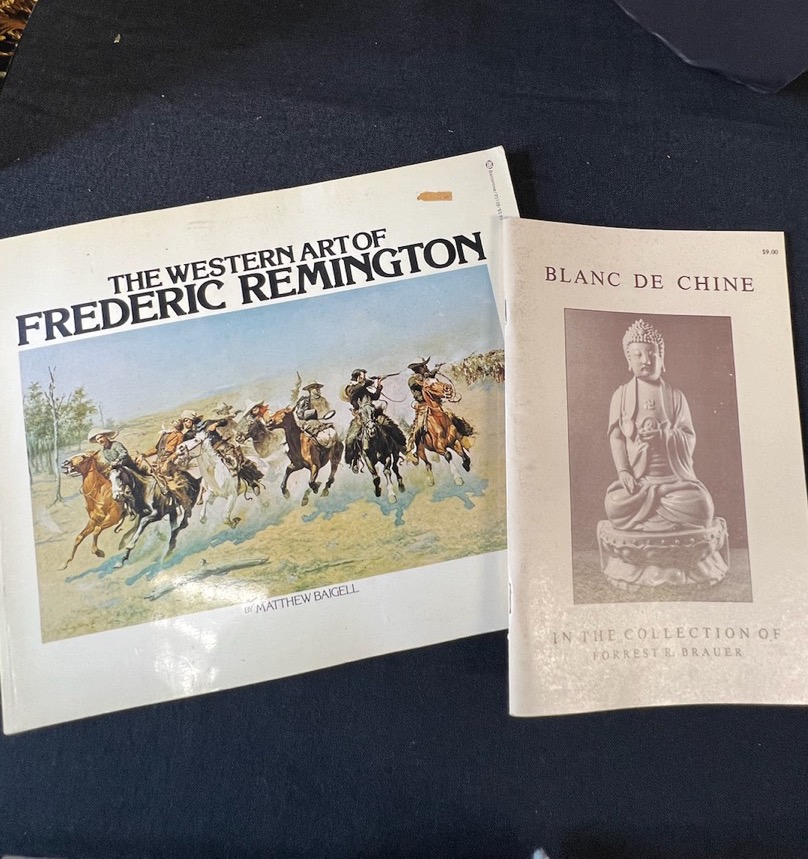 THE WESTERN ART OF
FREDERIC REMINGTON
BY MATTHEW BAIGELL
$9.00
BLANC DE CHINE
IN THE COLLECTION OF
FORREST R. BRAUER